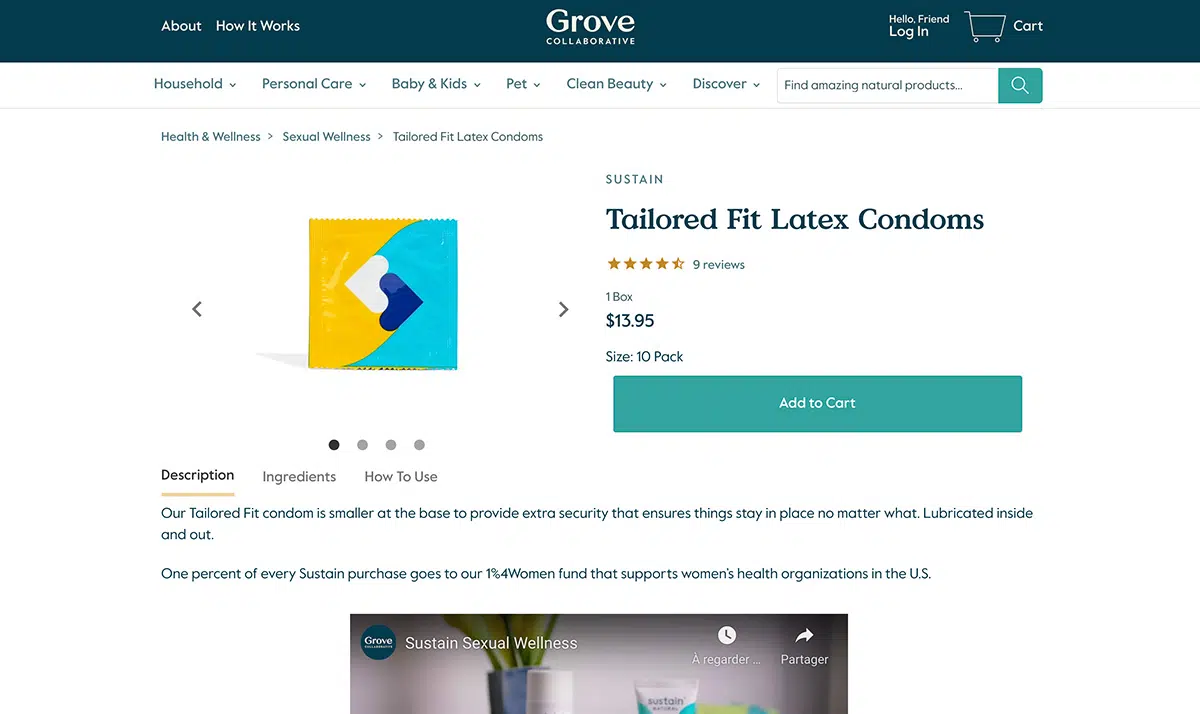 About How It Works
Grove
COLLABORATIVE
Hello, Friend
Log In
Cart
Household Personal Care Baby & Kids Pet Clean Beauty Discover Find amazing natural products...
Health & Wellness > Sexual Wellness > Tailored Fit Latex Condoms
SUSTAIN
Tailored Fit Latex Condoms
9 reviews
1 Box
$13.95
Size: 10 Pack
Add to Cart
Description Ingredients How To Use
Our Tailored Fit condom is smaller at the base to provide extra security that ensures things stay in place no matter what. Lubricated inside
and out.
One percent of every Sustain purchase goes to our 1%4Women fund that supports women's health organizations in the U.S.
Grove
COLLABORATIVE
Sustain Sexual Wellness
À regarder ...
Partager
sustain
NATURAL